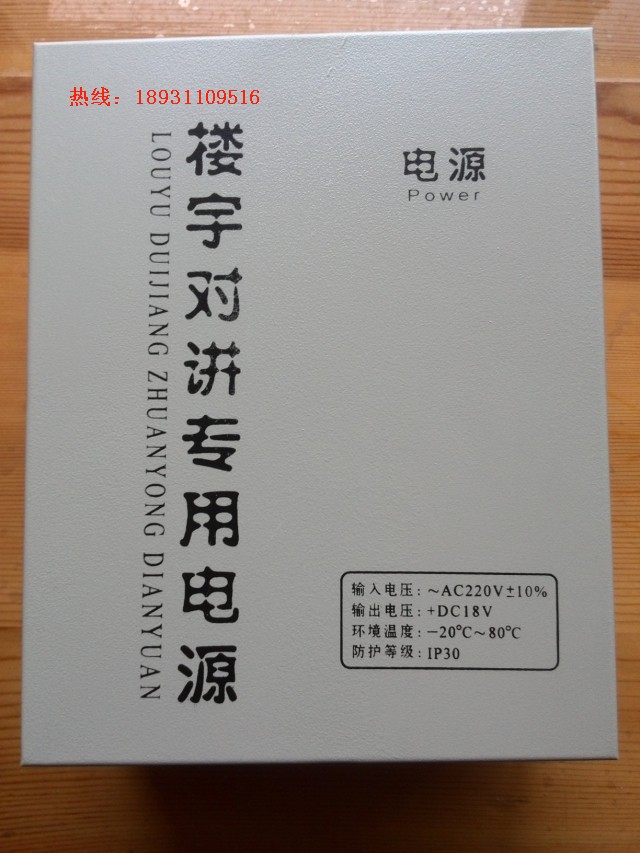 热线：18931109516
楼宇对讲专用电源
LOUYU DUIJIANG ZHUANYONG DIANYUAN
电源
Power
输入电压：～AC220V±10%
输出电压：+DC18V
环境温度：－20℃～80℃
防护等级：IP30